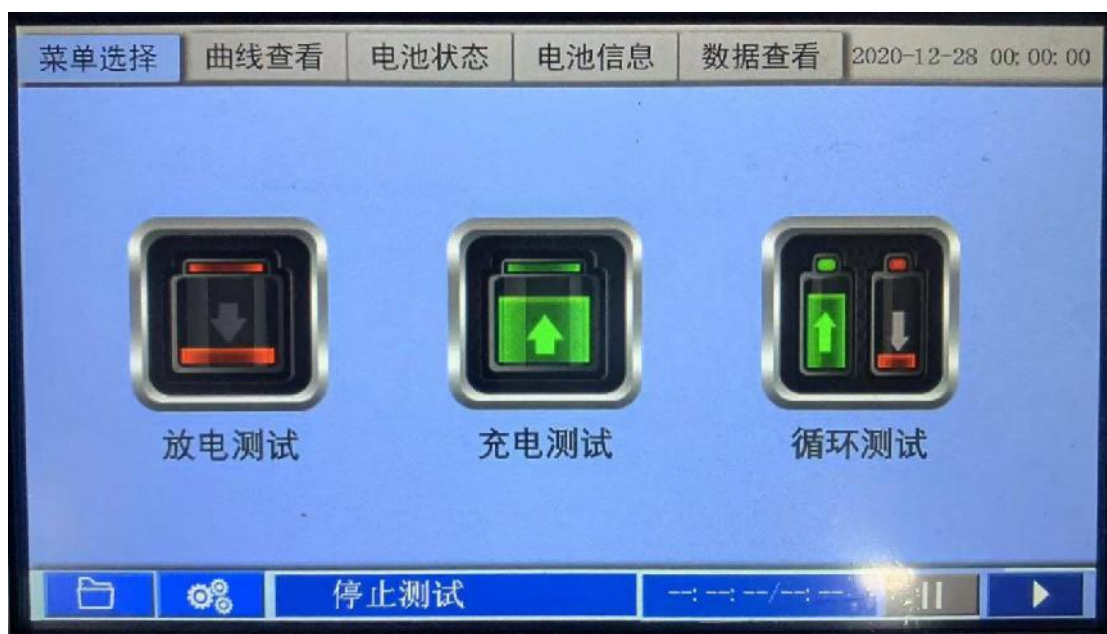 菜单选择 曲线查看 电池状态 电池信息 数据查看 2020-12-28 00:00:00
放电测试 充电测试 循环测试
停止测试 --:--:--/--:--